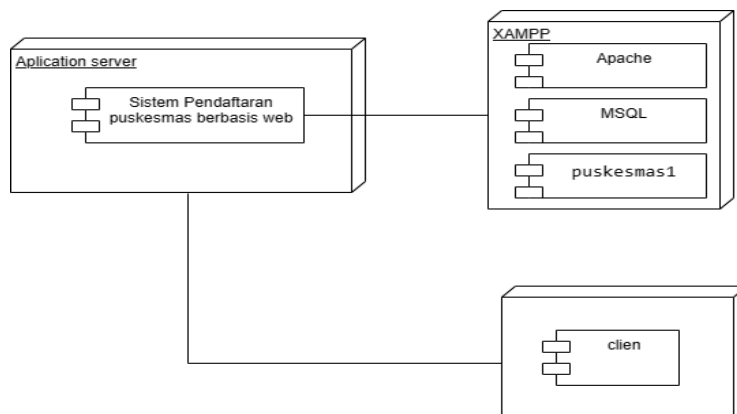 Aplication server
Sistem Pendaftaran
puskesmas berbasis web
XAMPP
Apache
MSQL
puskesmas1
clien